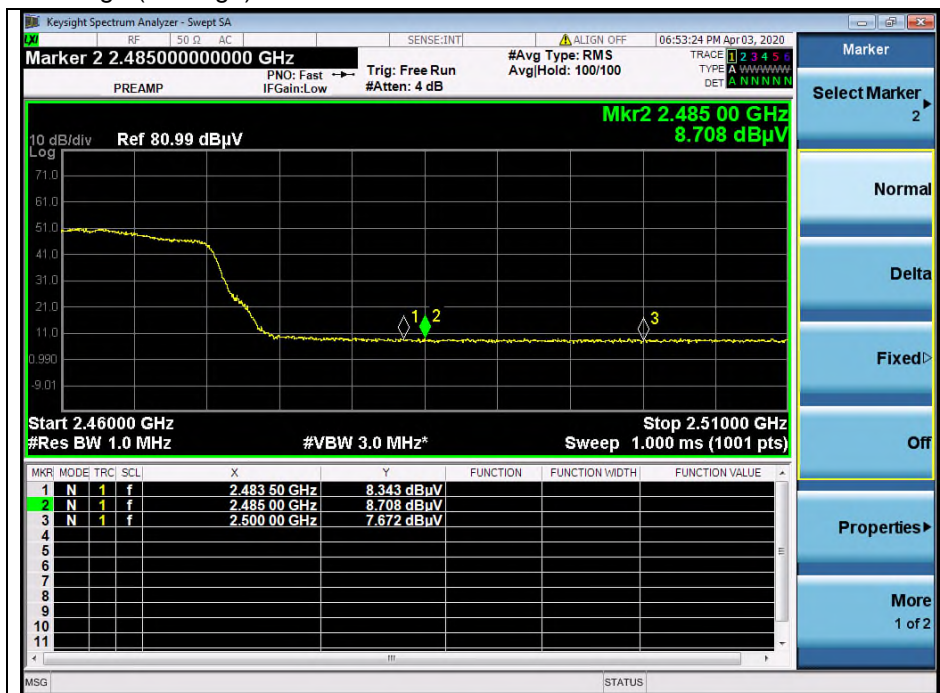 Keysight Spectrum Analyzer - Swept SA
LXI RF 50 Ω AC SENSE:INT ALIGN OFF 06:53:24 PM Apr 03, 2020
Marker 2 2.485000000000 GHz
PREAMP
PNO: Fast
IFGain:Low
Trig: Free Run
#Atten: 4 dB
#Avg Type: RMS
Avg|Hold: 100/100
TRACE 1 2 3 4 5 6
TYPE A WWWWW
DET A N N N N N
Mkr2 2.485 00 GHz
8.708 dBµV
10 dB/div Ref 80.99 dBµV
Log
71.0
61.0
51.0
41.0
31.0
21.0
11.0
0.990
-9.01
1 2 3
Start 2.46000 GHz Stop 2.51000 GHz
#Res BW 1.0 MHz #VBW 3.0 MHz* Sweep 1.000 ms (1001 pts)
MKR MODE TRC SCL X Y FUNCTION FUNCTION WIDTH FUNCTION VALUE
1 N 1 f 2.483 50 GHz 8.343 dBµV
2 N 1 f 2.485 00 GHz 8.708 dBµV
3 N 1 f 2.500 00 GHz 7.672 dBµV
4
5
6
7
8
9
10
11
MSG STATUS
Marker
Select Marker
2
Normal
Delta
Fixed
Off
Properties
More
1 of 2